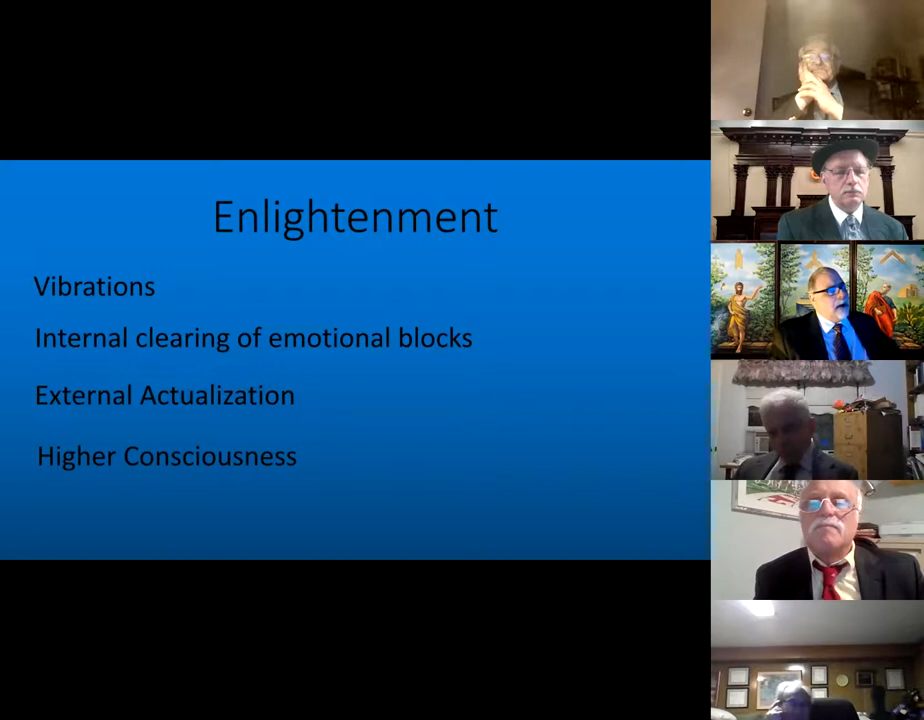 Enlightenment
Vibrations
Internal clearing of emotional blocks
External Actualization
Higher Consciousness